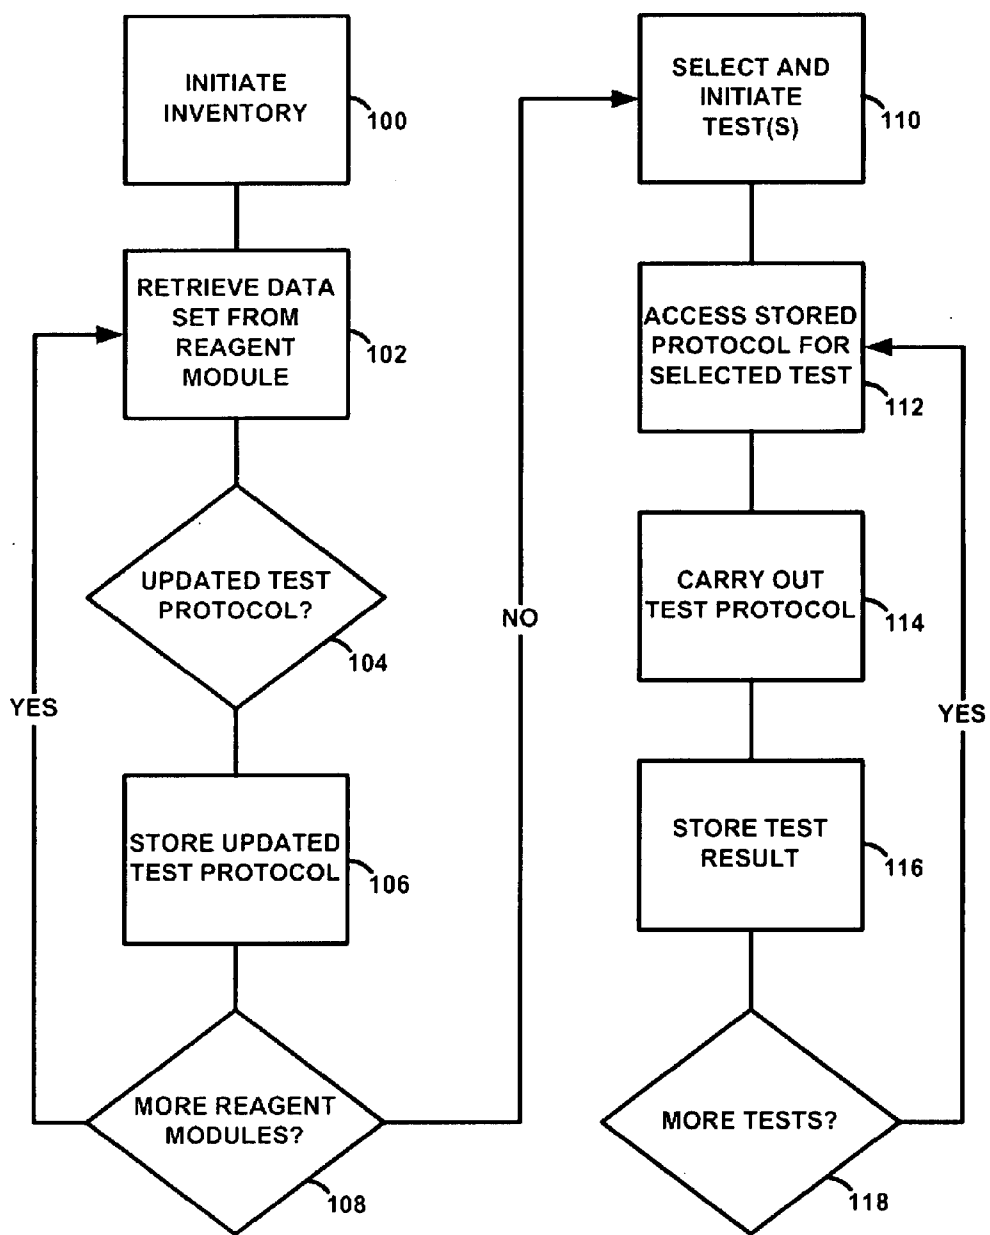 INITIATE
INVENTORY
100
RETRIEVE DATA
SET FROM
REAGENT
MODULE
102
UPDATED TEST
PROTOCOL?
104
YES
STORE UPDATED
TEST PROTOCOL
106
MORE REAGENT
MODULES?
108
NO
SELECT AND
INITIATE
TEST(S)
110
ACCESS STORED
PROTOCOL FOR
SELECTED TEST
112
CARRY OUT
TEST PROTOCOL
114
YES
STORE TEST
RESULT
116
MORE TESTS?
118